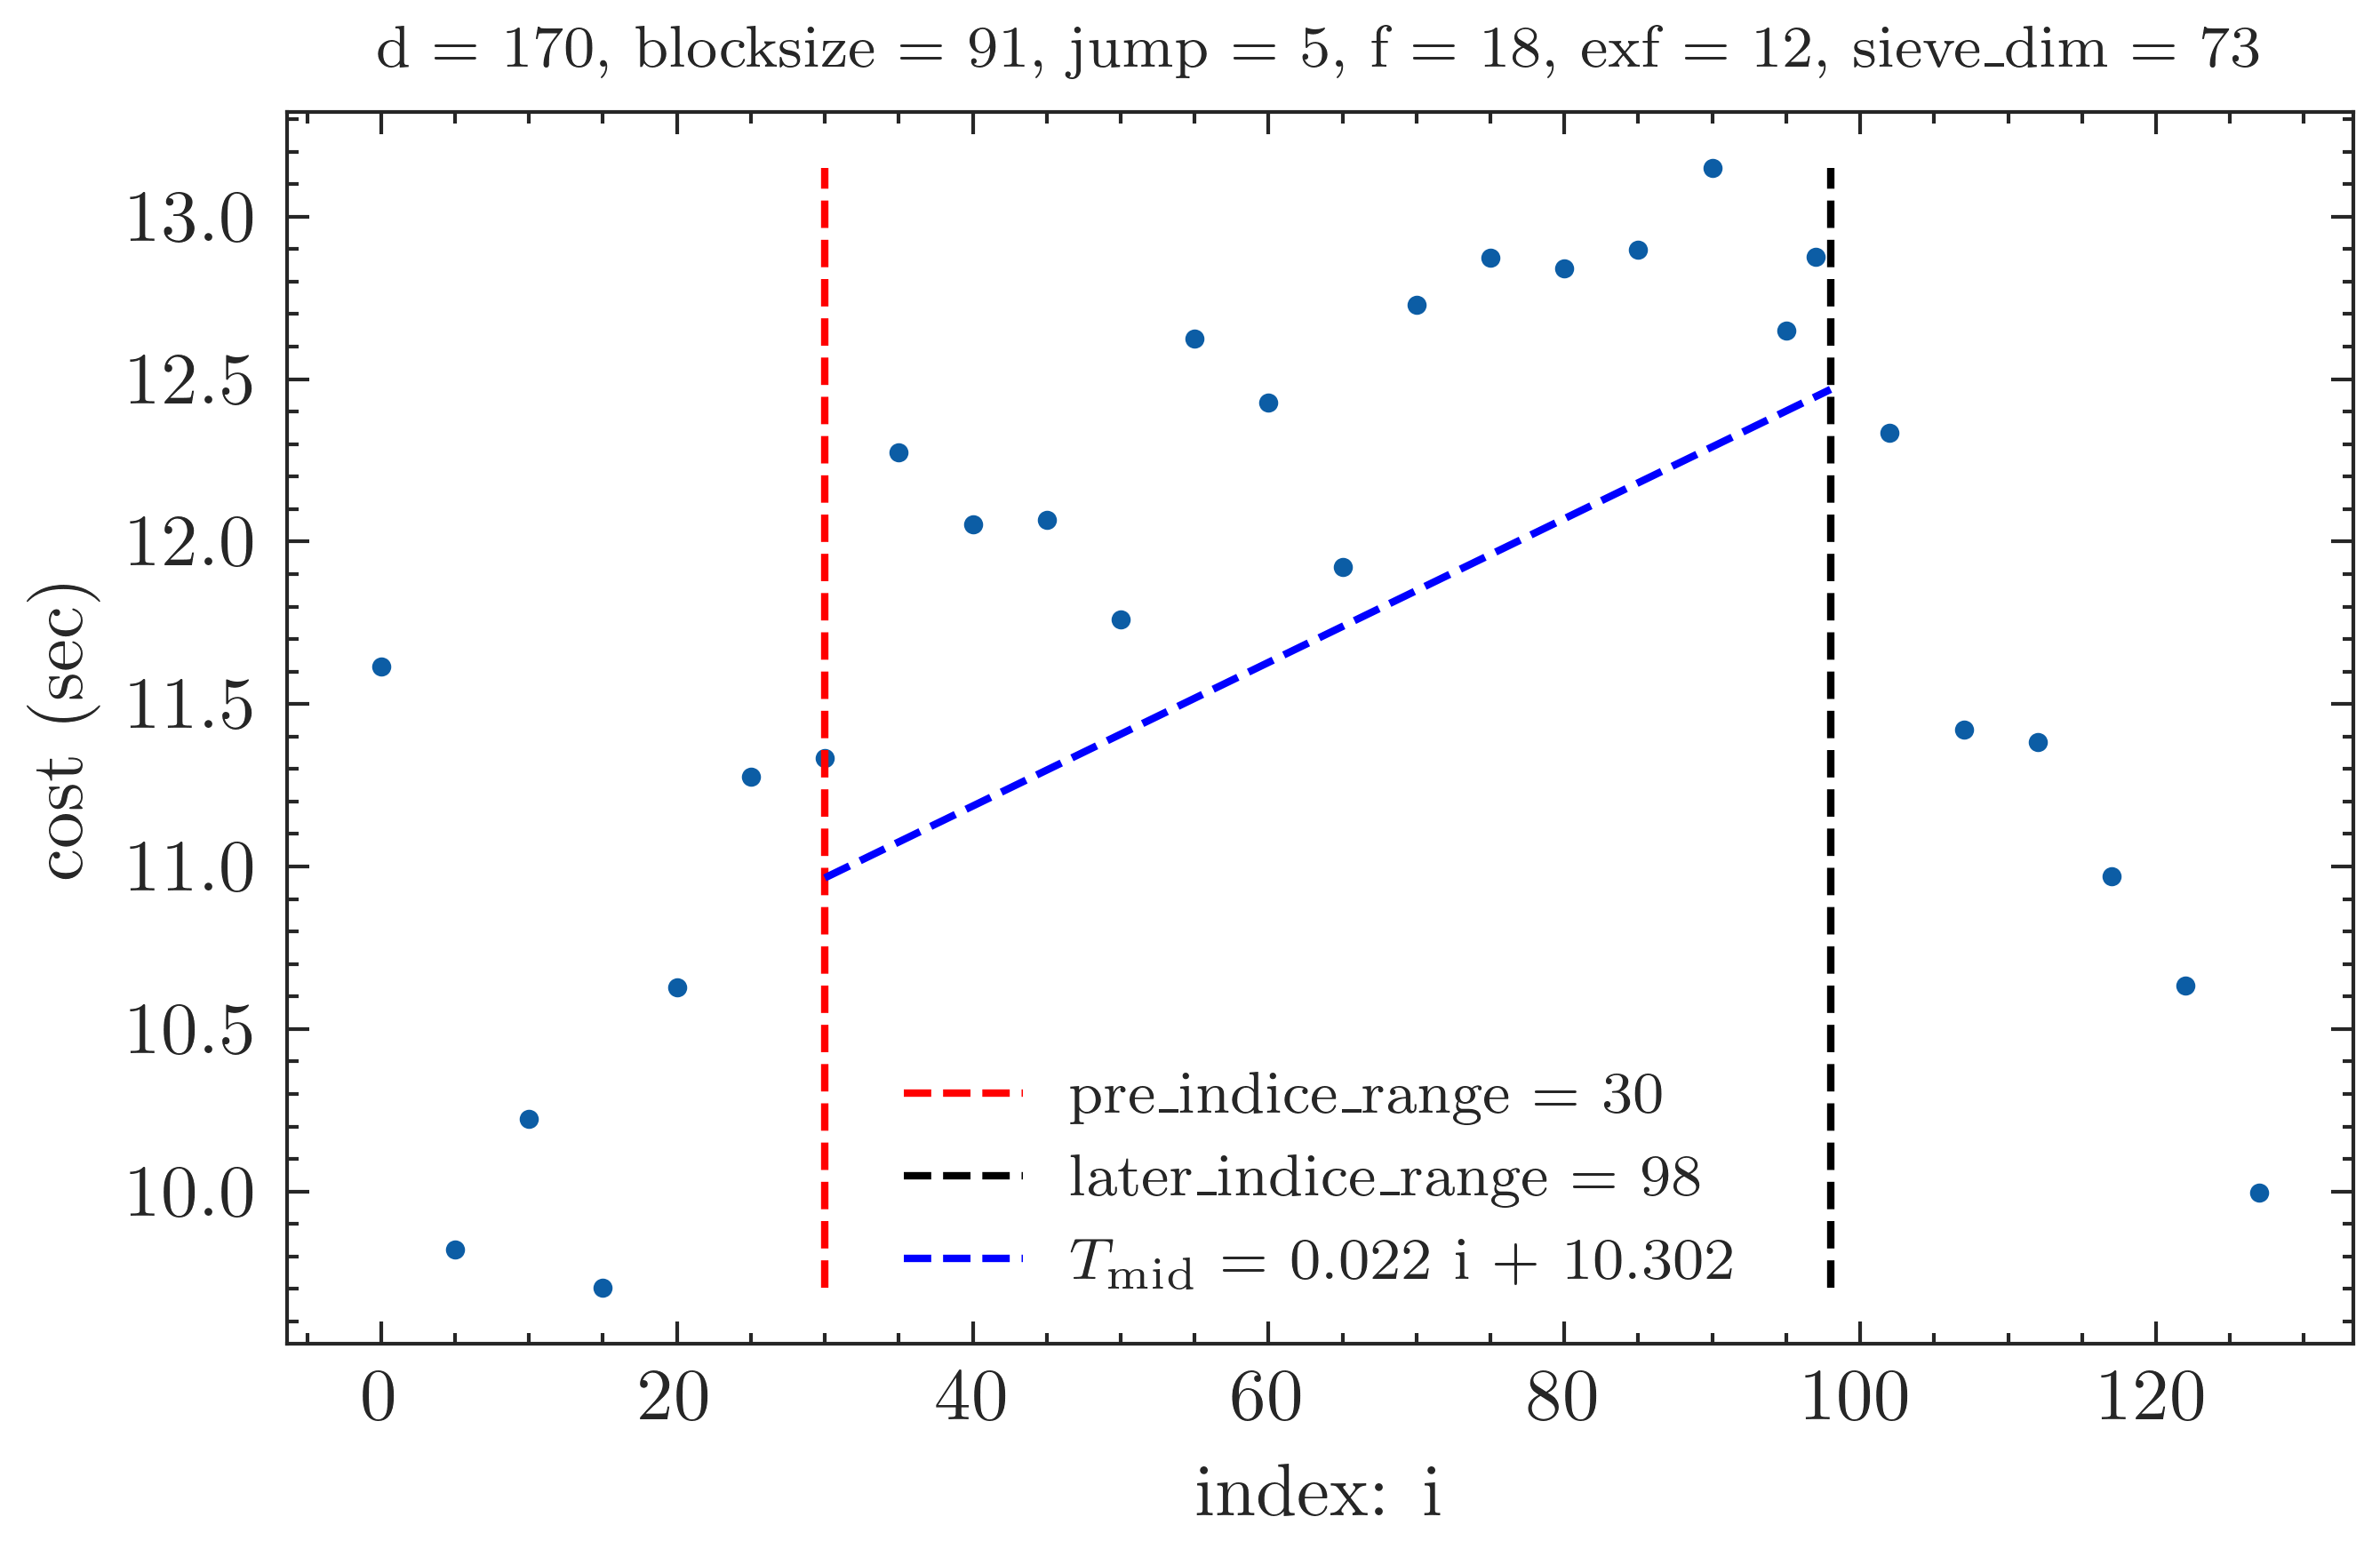 d = 170, blocksize = 91, jump = 5, f = 18, exf = 12, sieve_dim = 73
cost (sec)
13.0
12.5
12.0
11.5
11.0
10.5
10.0
pre_indice_range = 30
later_indice_range = 98
T_mid = 0.022 i + 10.302
0 20 40 60 80 100 120
index: i